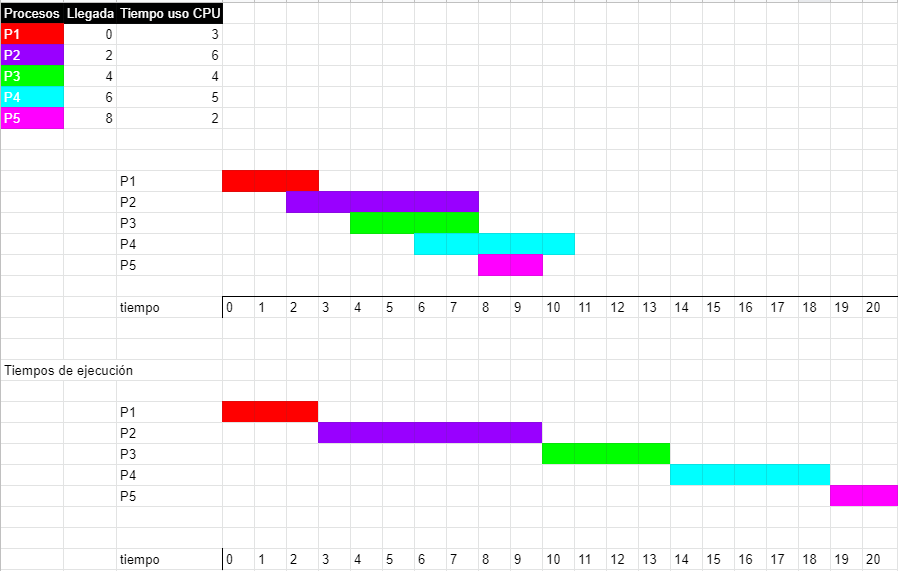 Procesos Llegada Tiempo uso CPU
P1 0 3
P2 2 6
P3 4 4
P4 6 5
P5 8 2
P1
P2
P3
P4
P5
tiempo 0 1 2 3 4 5 6 7 8 9 10 11 12 13 14 15 16 17 18 19 20
Tiempos de ejecución
P1
P2
P3
P4
P5
tiempo 0 1 2 3 4 5 6 7 8 9 10 11 12 13 14 15 16 17 18 19 20